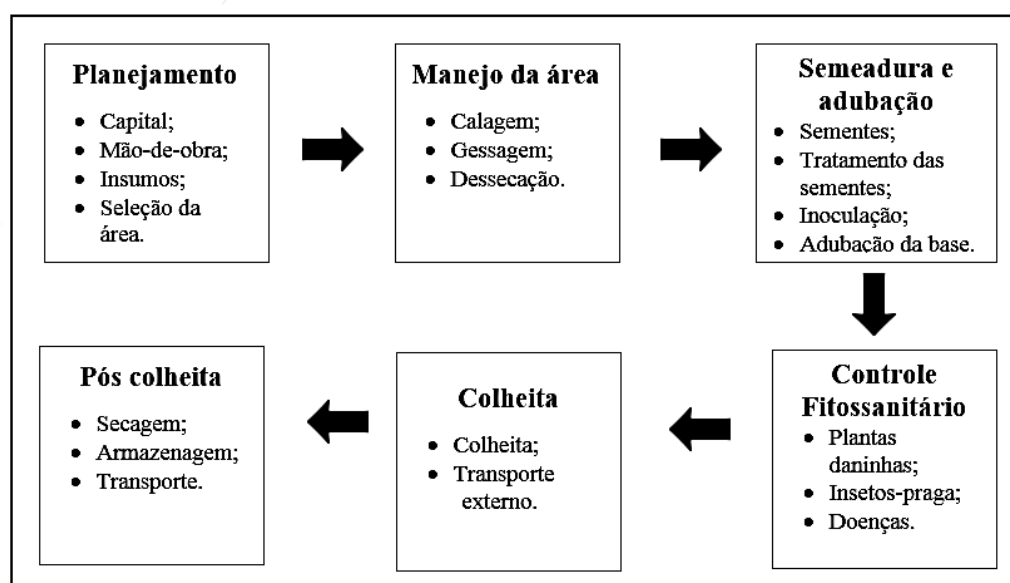 Planejamento
• Capital;
• Mão-de-obra;
• Insumos;
• Seleção da
área.
Manejo da área
• Calagem;
• Gessagem;
• Dessecação.
Semeadura e
adubação
• Sementes;
• Tratamento das
sementes;
• Inoculação;
• Adubação da base.
Controle
Fitossanitário
• Plantas
daninhas;
• Insetos-praga;
• Doenças.
Colheita
• Colheita;
• Transporte
externo.
Pós colheita
• Secagem;
• Armazenagem;
• Transporte.